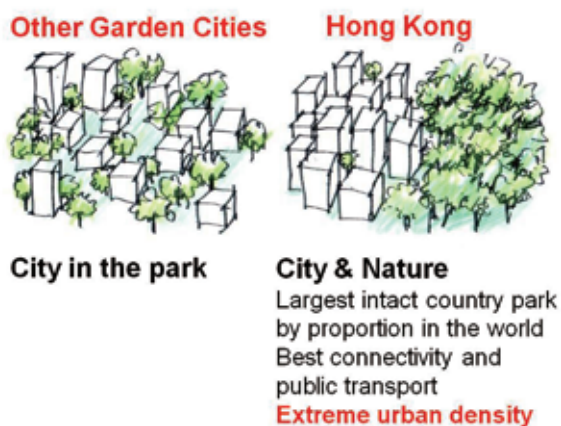 Other Garden Cities
Hong Kong
City in the park
City & Nature
Largest intact country park
by proportion in the world
Best connectivity and
public transport
Extreme urban density